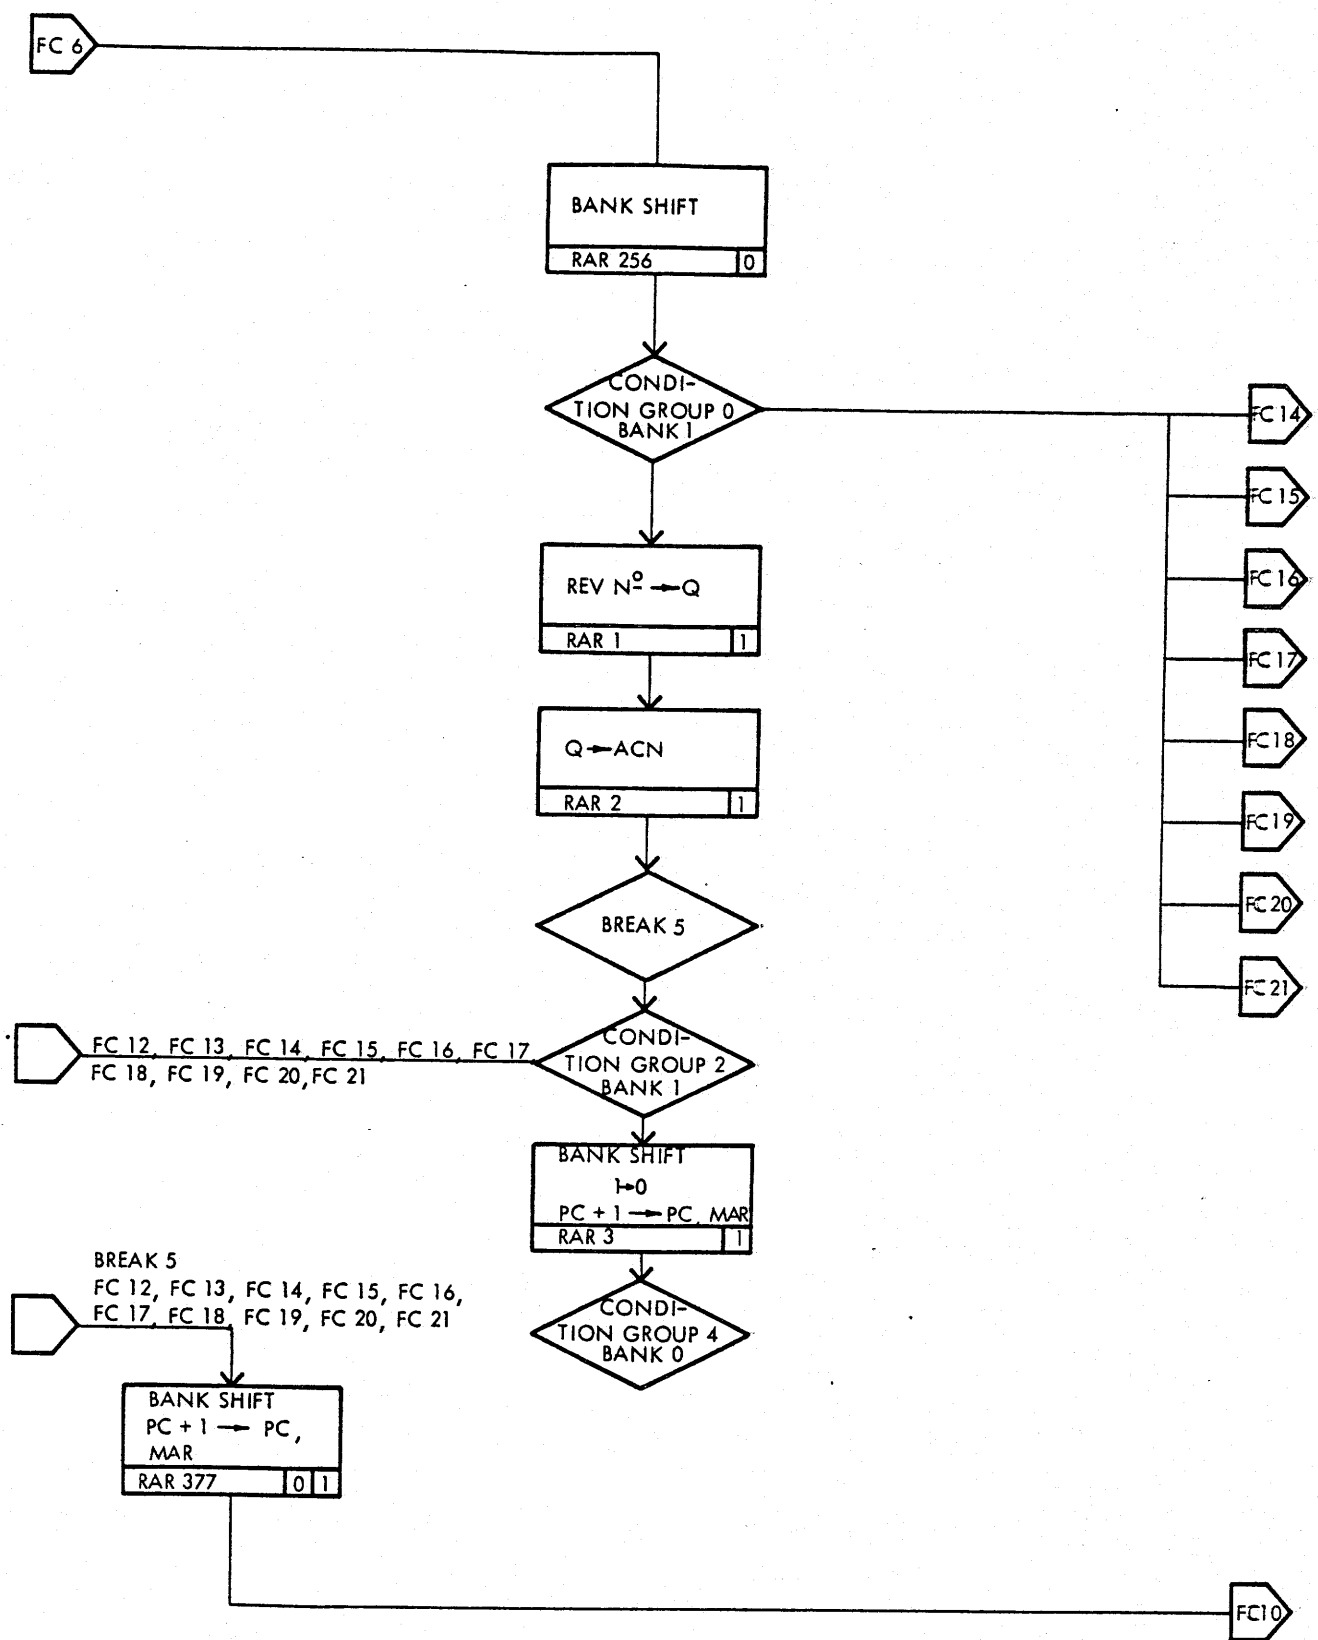 FC 6
BANK SHIFT
RAR 256 0
CONDI-
TION GROUP 0
BANK 1
FC 14
FC 15
FC 16
FC 17
FC 18
FC 19
FC 20
FC 21
REV Nº → Q
RAR 1 1
Q → ACN
RAR 2 1
BREAK 5
CONDI-
TION GROUP 2
BANK 1
FC 12, FC 13, FC 14, FC 15, FC 16, FC 17
FC 18, FC 19, FC 20, FC 21
BANK SHIFT
1→0
PC + 1 → PC, MAR
RAR 3 1
CONDI-
TION GROUP 4
BANK 0
BREAK 5
FC 12, FC 13, FC 14, FC 15, FC 16,
FC 17, FC 18, FC 19, FC 20, FC 21
BANK SHIFT
PC + 1 → PC,
MAR
RAR 377 0 1
FC10